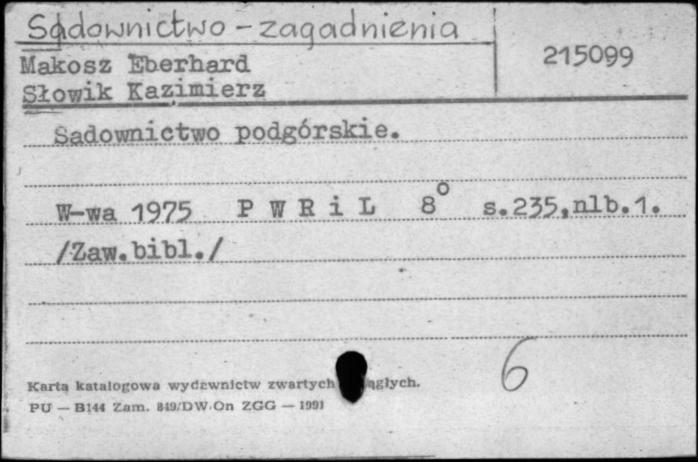 Sadownictwo - zagadnienia
215099
Makosz Eberhard
Słowik Kazimierz
Sadownictwo podgórskie.
W-wa 1975 P W R i L 8° s.235,nlb.1.
/Zaw.bibl./
6
Karta katalogowa wydawnictw zwartych
PU — B144 Zam. 849/DW.On ZGG — 1991